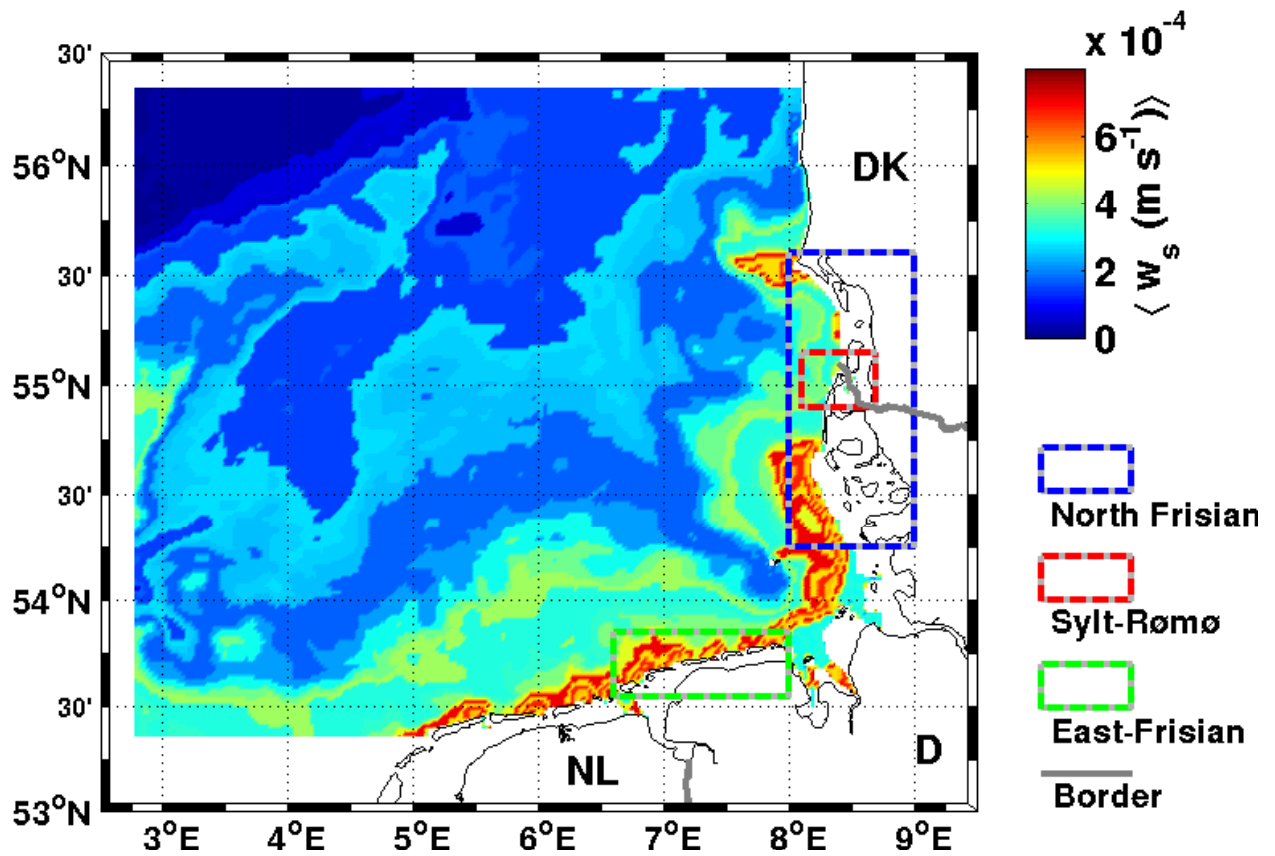 30'
56°N
30'
55°N
30'
54°N
30'
53°N
3°E 4°E 5°E 6°E 7°E 8°E 9°E
DK
NL
D
x 10⁻⁴
6
4
2
0
⟨ w_s (m s⁻¹) ⟩
North Frisian
Sylt-Rømø
East-Frisian
Border